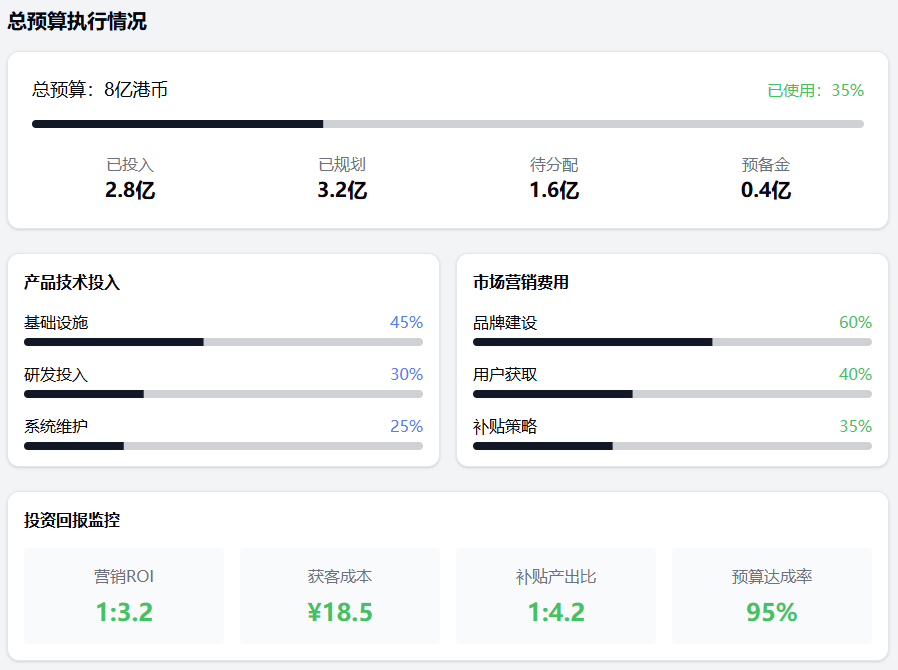 总预算执行情况
总预算：8亿港币 已使用：35%
已投入 已规划 待分配 预备金
2.8亿 3.2亿 1.6亿 0.4亿
产品技术投入
基础设施 45%
研发投入 30%
系统维护 25%
市场营销费用
品牌建设 60%
用户获取 40%
补贴策略 35%
投资回报监控
营销ROI 获客成本 补贴产出比 预算达成率
1:3.2 ¥18.5 1:4.2 95%